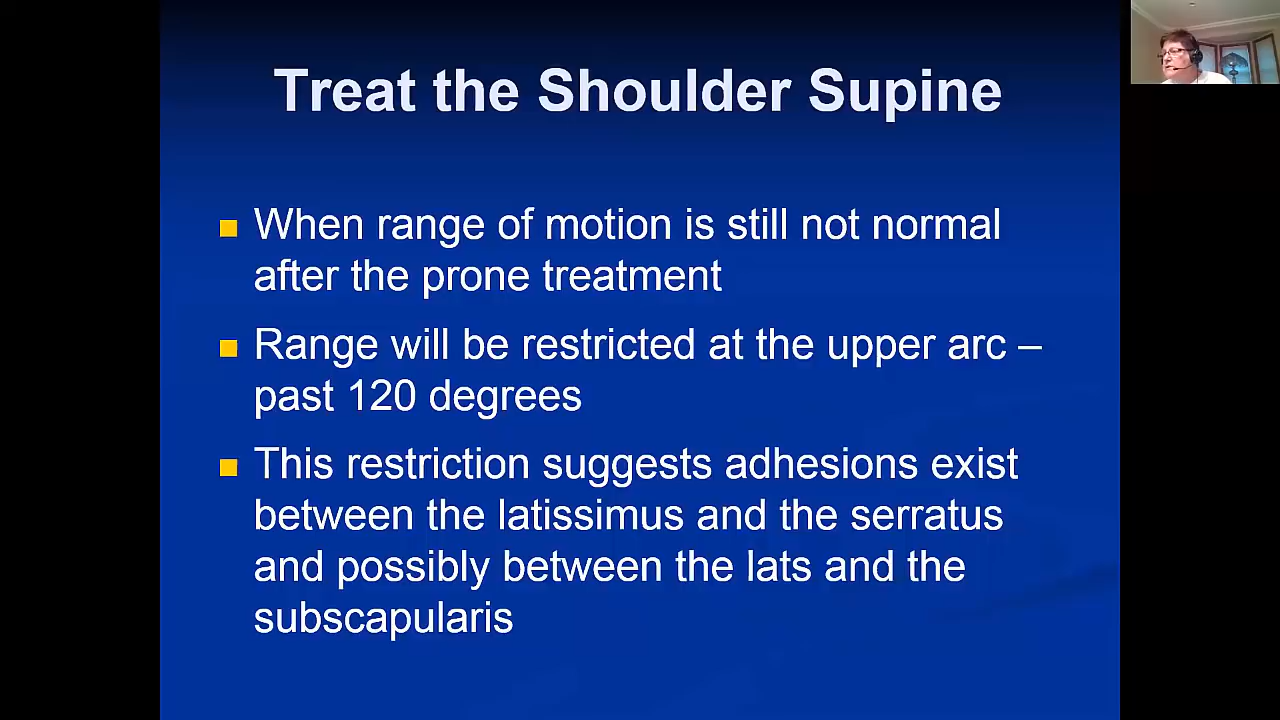 Treat the Shoulder Supine
When range of motion is still not normal
after the prone treatment
Range will be restricted at the upper arc –
past 120 degrees
This restriction suggests adhesions exist
between the latissimus and the serratus
and possibly between the lats and the
subscapularis